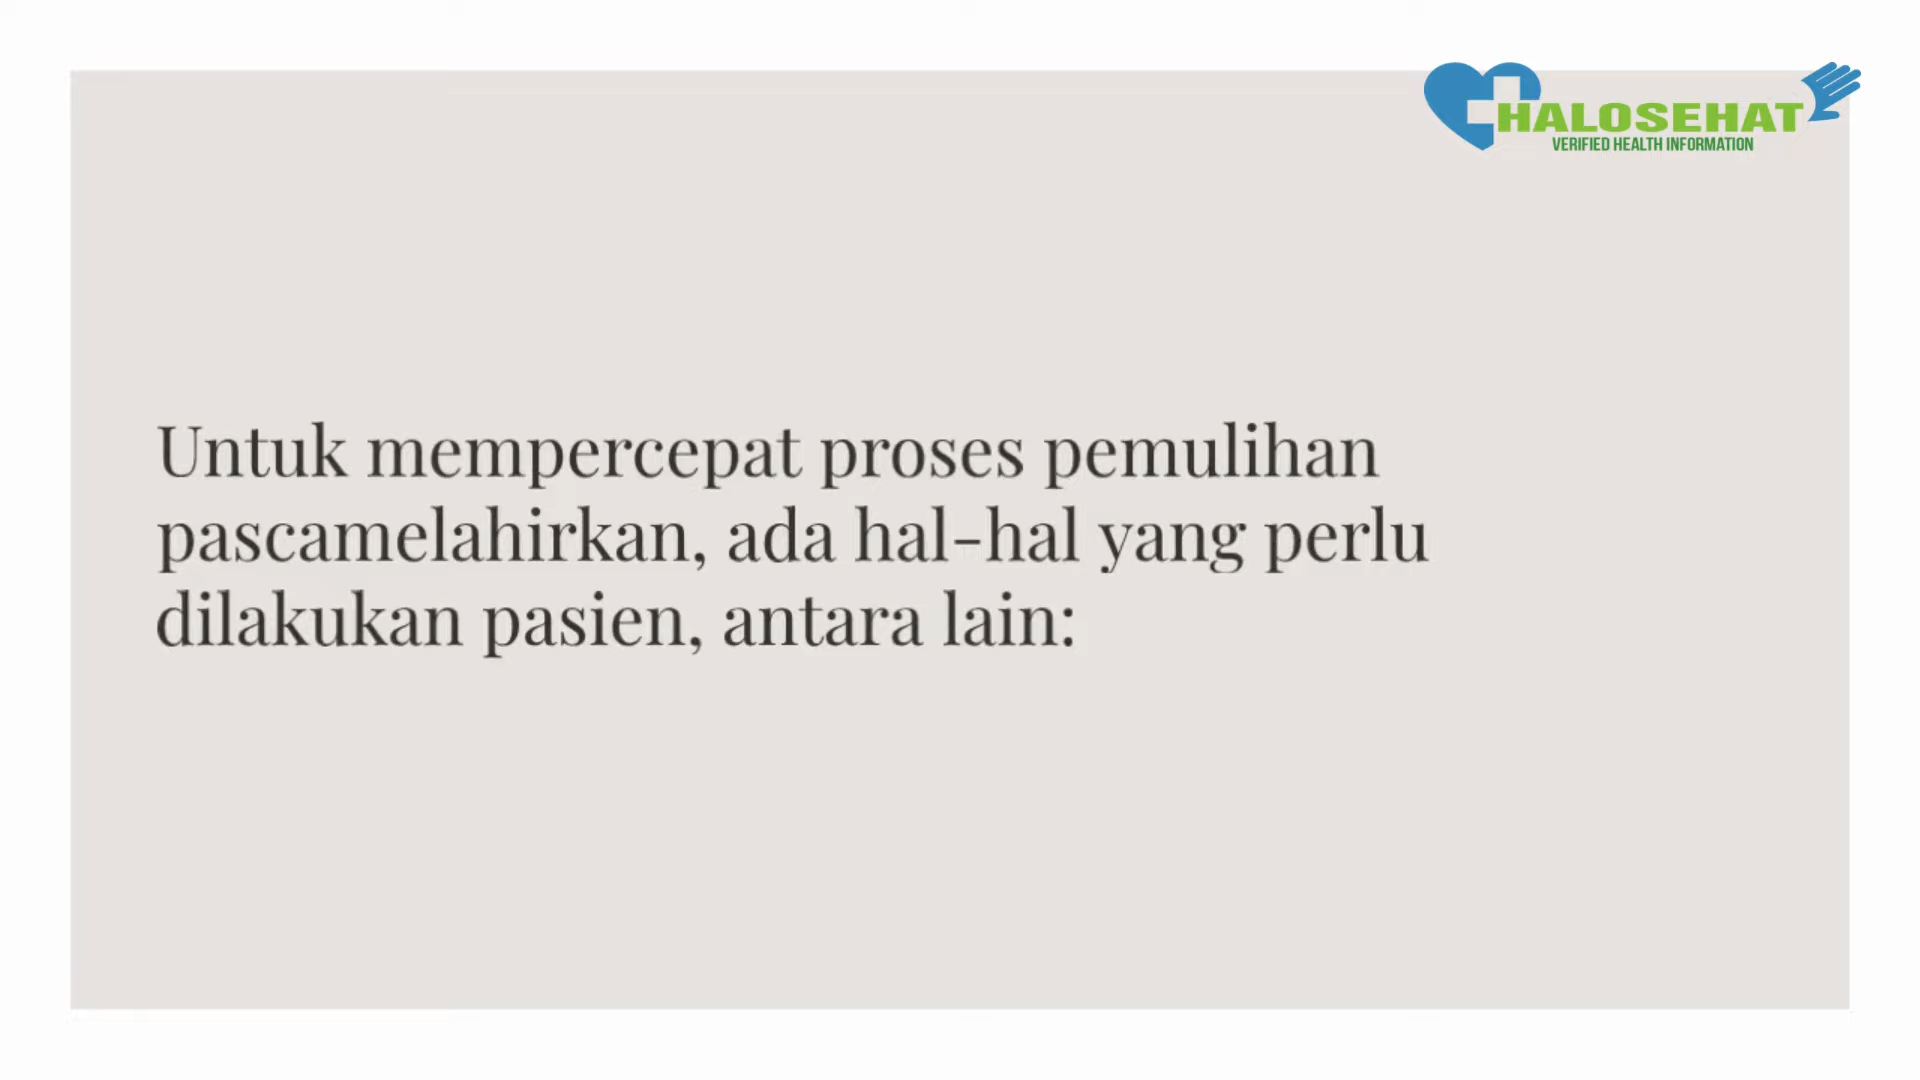 HALOSEHAT
VERIFIED HEALTH INFORMATION
Untuk mempercepat proses pemulihan
pascamelahirkan, ada hal-hal yang perlu
dilakukan pasien, antara lain: